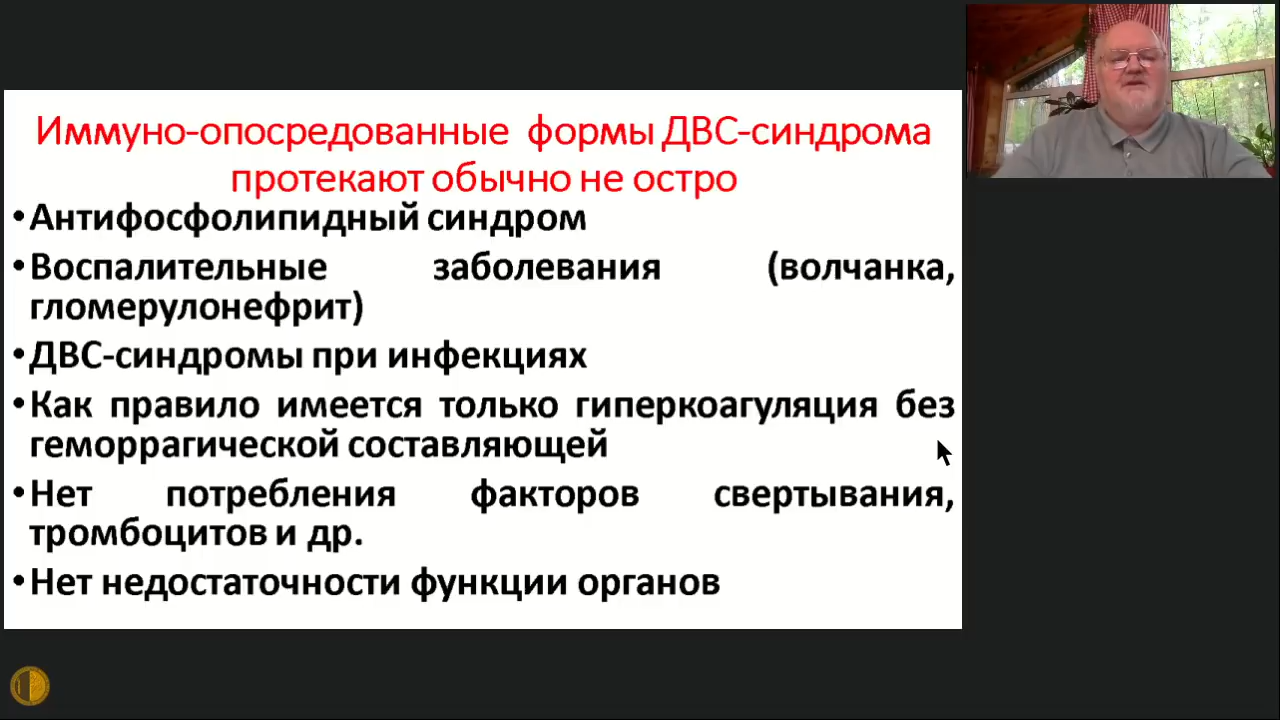 Иммуно-опосредованные формы ДВС-синдрома
протекают обычно не остро
•Антифосфолипидный синдром
•Воспалительные заболевания (волчанка,
гломерулонефрит)
•ДВС-синдромы при инфекциях
•Как правило имеется только гиперкоагуляция без
геморрагической составляющей
•Нет потребления факторов свертывания,
тромбоцитов и др.
•Нет недостаточности функции органов